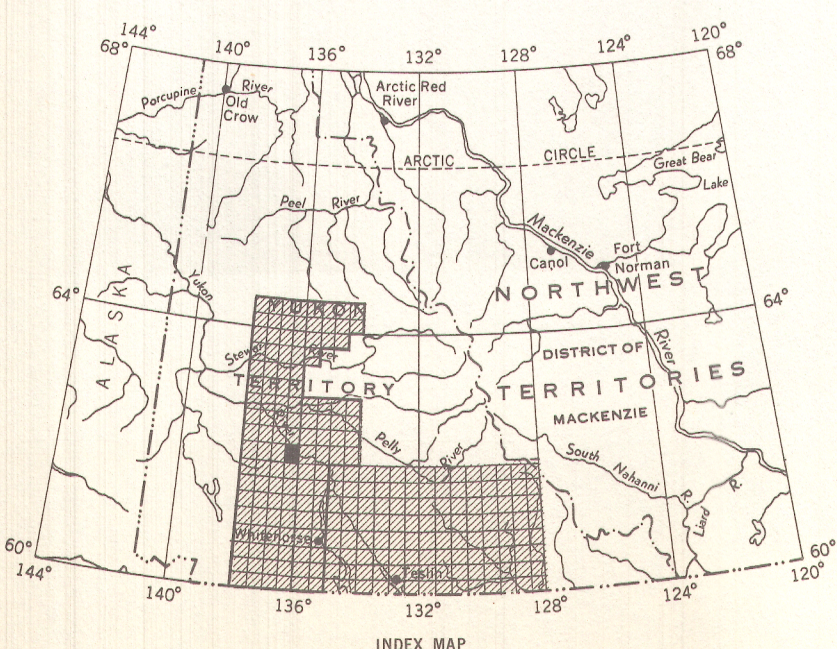 144° 140° 136° 132° 128° 124° 120°
68° 68°
Porcupine River
Old
Crow
Arctic Red
River
ARCTIC CIRCLE
Great Bear
Lake
Peel River
Mackenzie
Fort
Norman
Canol
Yukon
64° 64°
ALASKA
YUKON
NORTHWEST
River
Stewart River
DISTRICT OF
TERRITORY
TERRITORIES
MACKENZIE
Pelly
River
South
Nahanni
R.
Liard R.
Whitehorse
Teslin
60° 60°
144° 140° 136° 132° 128° 124° 120°
INDEX MAP